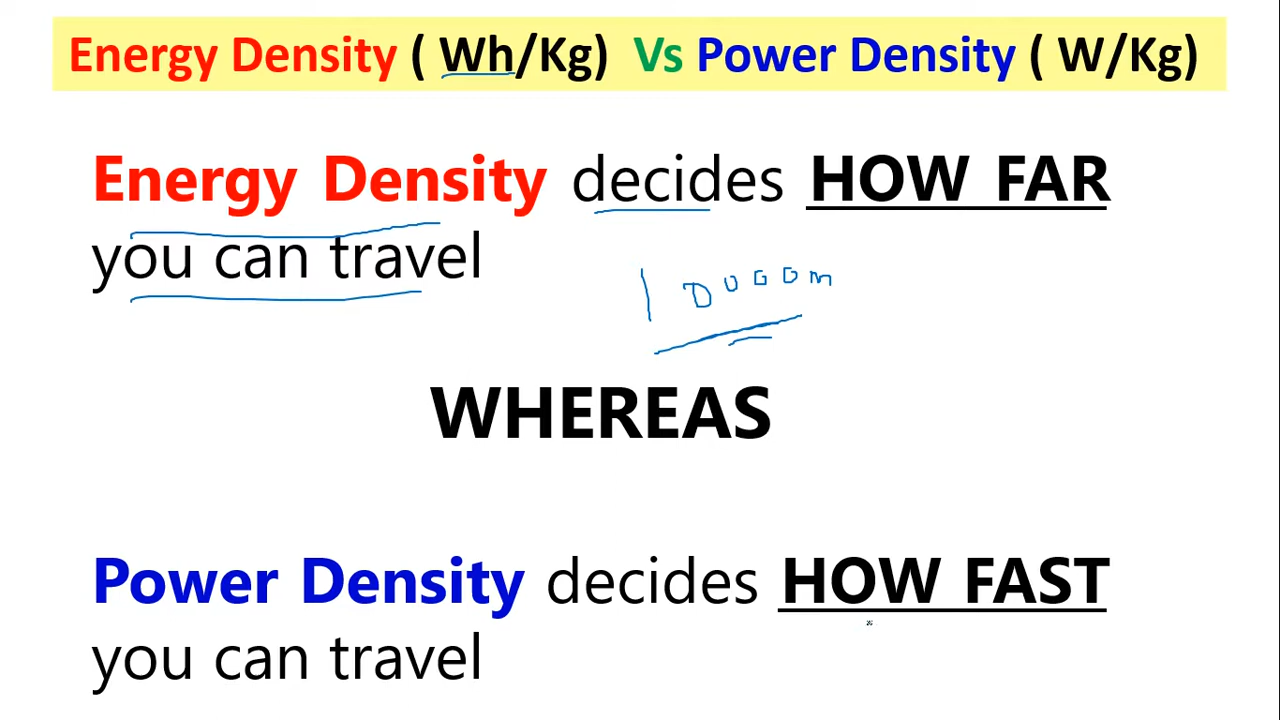 Energy Density ( Wh/Kg) Vs Power Density ( W/Kg)
Energy Density decides HOW FAR
you can travel
WHEREAS
Power Density decides HOW FAST
you can travel